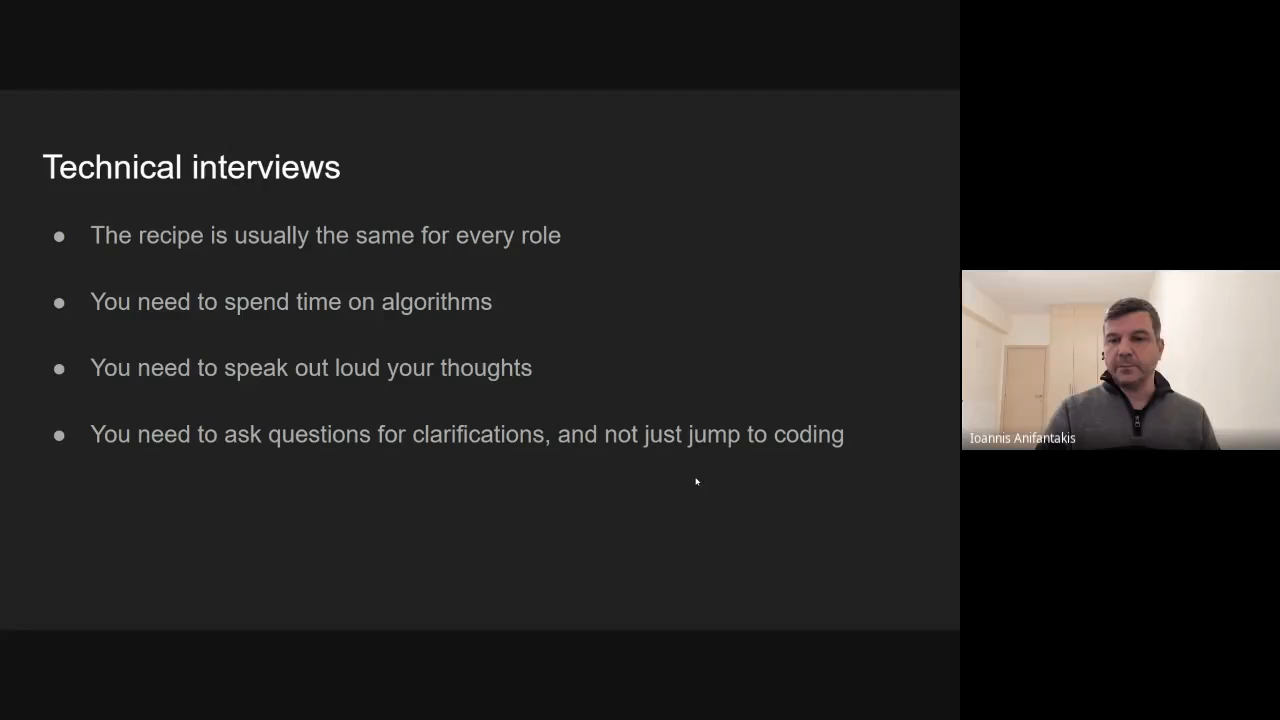 Technical interviews
● The recipe is usually the same for every role
● You need to spend time on algorithms
● You need to speak out loud your thoughts
● You need to ask questions for clarifications, and not just jump to coding
Ioannis Anifantakis